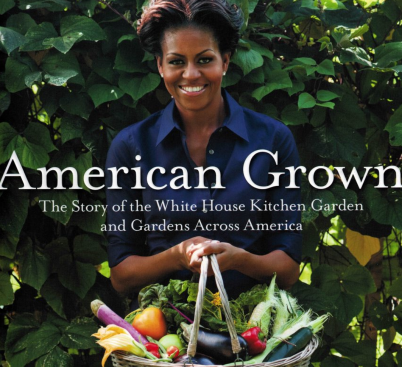 American Grown
The Story of the White House Kitchen Garden
and Gardens Across America